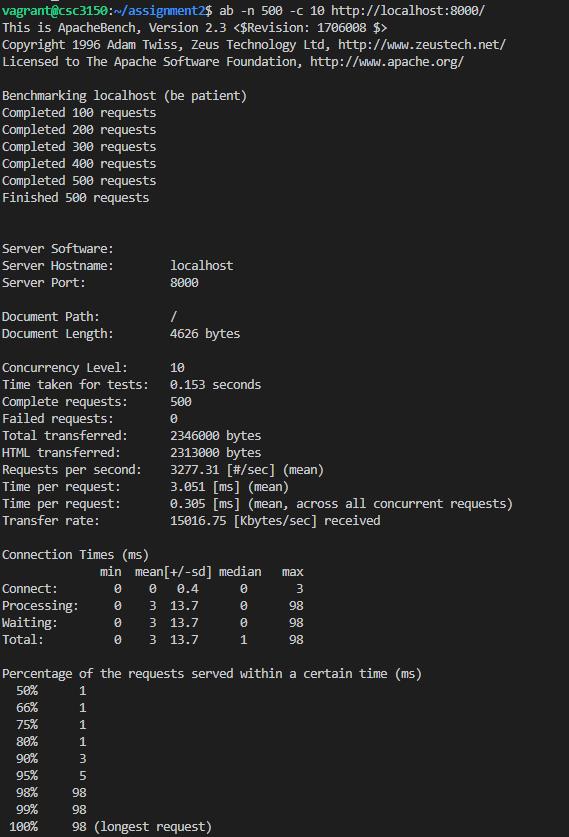 vagrant@csc3150:~/assignment2$ ab -n 500 -c 10 http://localhost:8000/
This is ApacheBench, Version 2.3 <$Revision: 1706008 $>
Copyright 1996 Adam Twiss, Zeus Technology Ltd, http://www.zeustech.net/
Licensed to The Apache Software Foundation, http://www.apache.org/

Benchmarking localhost (be patient)
Completed 100 requests
Completed 200 requests
Completed 300 requests
Completed 400 requests
Completed 500 requests
Finished 500 requests


Server Software:
Server Hostname:        localhost
Server Port:            8000

Document Path:          /
Document Length:        4626 bytes

Concurrency Level:      10
Time taken for tests:   0.153 seconds
Complete requests:      500
Failed requests:        0
Total transferred:      2346000 bytes
HTML transferred:       2313000 bytes
Requests per second:    3277.31 [#/sec] (mean)
Time per request:       3.051 [ms] (mean)
Time per request:       0.305 [ms] (mean, across all concurrent requests)
Transfer rate:          15016.75 [Kbytes/sec] received

Connection Times (ms)
              min  mean[+/-sd] median   max
Connect:        0    0   0.4      0       3
Processing:     0    3  13.7      0      98
Waiting:        0    3  13.7      0      98
Total:          0    3  13.7      1      98

Percentage of the requests served within a certain time (ms)
  50%      1
  66%      1
  75%      1
  80%      1
  90%      3
  95%      5
  98%     98
  99%     98
 100%     98 (longest request)